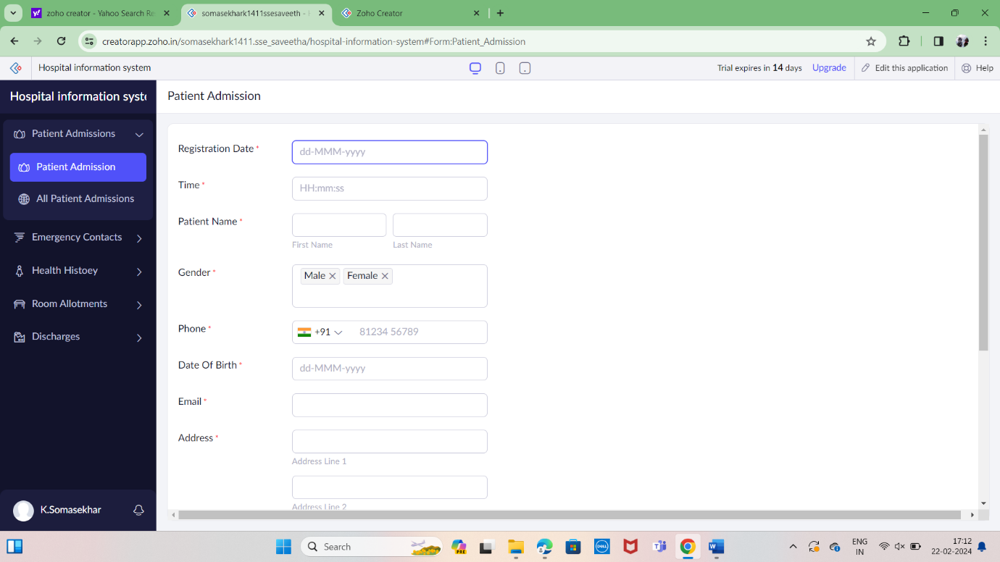 zoho creator - Yahoo Search Re
somasekhark1411ssesaveeth -
Zoho Creator
creatorapp.zoho.in/somasekhark1411.sse_saveetha/hospital-information-system#Form:Patient_Admission
Hospital information system
Trial expires in 14 days
Upgrade
Edit this application
Help
Hospital information syste
Patient Admission
Patient Admissions
Patient Admission
All Patient Admissions
Emergency Contacts
Health Histoey
Room Allotments
Discharges
K.Somasekhar
Registration Date *
dd-MMM-yyyy
Time *
HH:mm:ss
Patient Name *
First Name
Last Name
Gender *
Male
Female
Phone *
+91
81234 56789
Date Of Birth *
dd-MMM-yyyy
Email *
Address *
Address Line 1
Address Line 2
Search
PRE
DELL
ENG
IN
17:12
22-02-2024